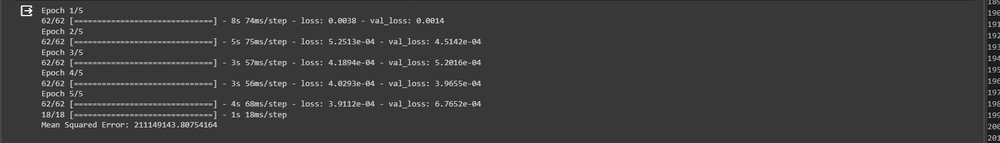 Epoch 1/5
62/62 [==============================] - 8s 74ms/step - loss: 0.0038 - val_loss: 0.0014
Epoch 2/5
62/62 [==============================] - 5s 75ms/step - loss: 5.2513e-04 - val_loss: 4.5142e-04
Epoch 3/5
62/62 [==============================] - 3s 57ms/step - loss: 4.1894e-04 - val_loss: 5.2016e-04
Epoch 4/5
62/62 [==============================] - 3s 56ms/step - loss: 4.0293e-04 - val_loss: 3.9655e-04
Epoch 5/5
62/62 [==============================] - 4s 68ms/step - loss: 3.9112e-04 - val_loss: 6.7652e-04
18/18 [==============================] - 1s 18ms/step
Mean Squared Error: 211149143.80754164
189
190
191
192
193
194
195
196
197
198
199
200
201